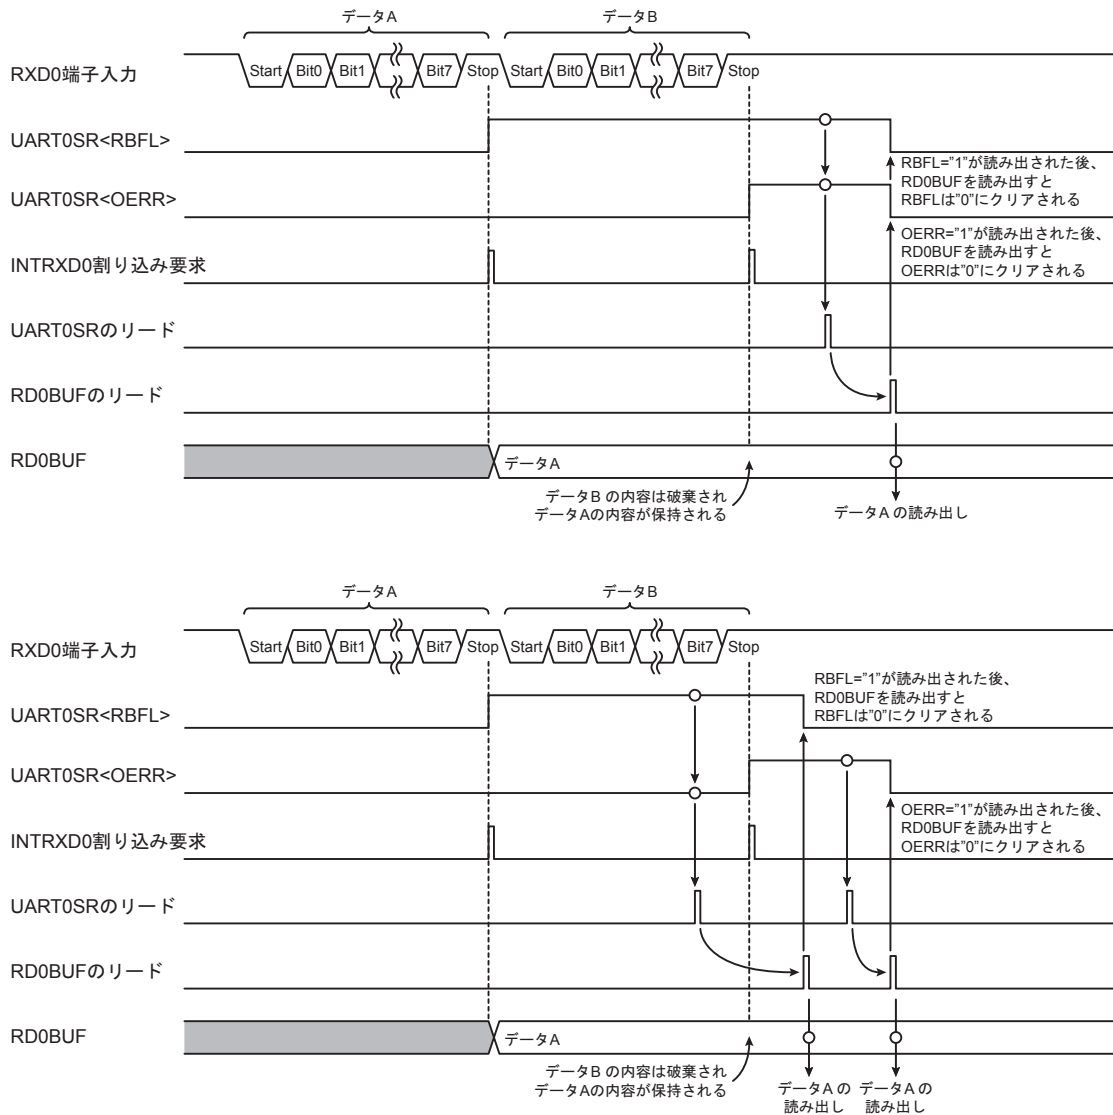 データA
データB
RXD0端子入力
Start
Bit0
Bit1
Bit7
Stop
Start
Bit0
Bit1
Bit7
Stop
UART0SR<RBFL>
RBFL="1"が読み出された後、
RD0BUFを読み出すと
RBFLは"0"にクリアされる
UART0SR<OERR>
OERR="1"が読み出された後、
RD0BUFを読み出すと
OERRは"0"にクリアされる
INTRXD0割り込み要求
UART0SRのリード
RD0BUFのリード
RD0BUF
データA
データB の内容は破棄され
データAの内容が保持される
データA の読み出し
データA
データB
RXD0端子入力
Start
Bit0
Bit1
Bit7
Stop
Start
Bit0
Bit1
Bit7
Stop
RBFL="1"が読み出された後、
RD0BUFを読み出すと
RBFLは"0"にクリアされる
UART0SR<RBFL>
UART0SR<OERR>
OERR="1"が読み出された後、
RD0BUFを読み出すと
OERRは"0"にクリアされる
INTRXD0割り込み要求
UART0SRのリード
RD0BUFのリード
RD0BUF
データA
データB の内容は破棄され
データAの内容が保持される
データA の
読み出し
データA の
読み出し